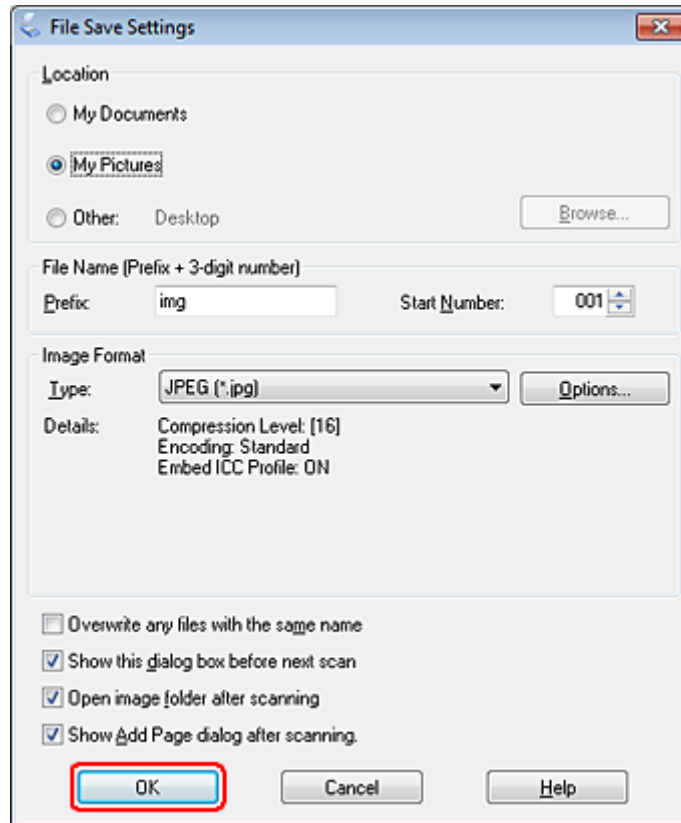 File Save Settings
Location
My Documents
My Pictures
Other: Desktop Browse...
File Name (Prefix + 3-digit number)
Prefix: img Start Number: 001
Image Format
Type: JPEG (*.jpg) Options...
Details: Compression Level: [16]
Encoding: Standard
Embed ICC Profile: ON
Overwrite any files with the same name
Show this dialog box before next scan
Open image folder after scanning
Show Add Page dialog after scanning.
OK Cancel Help